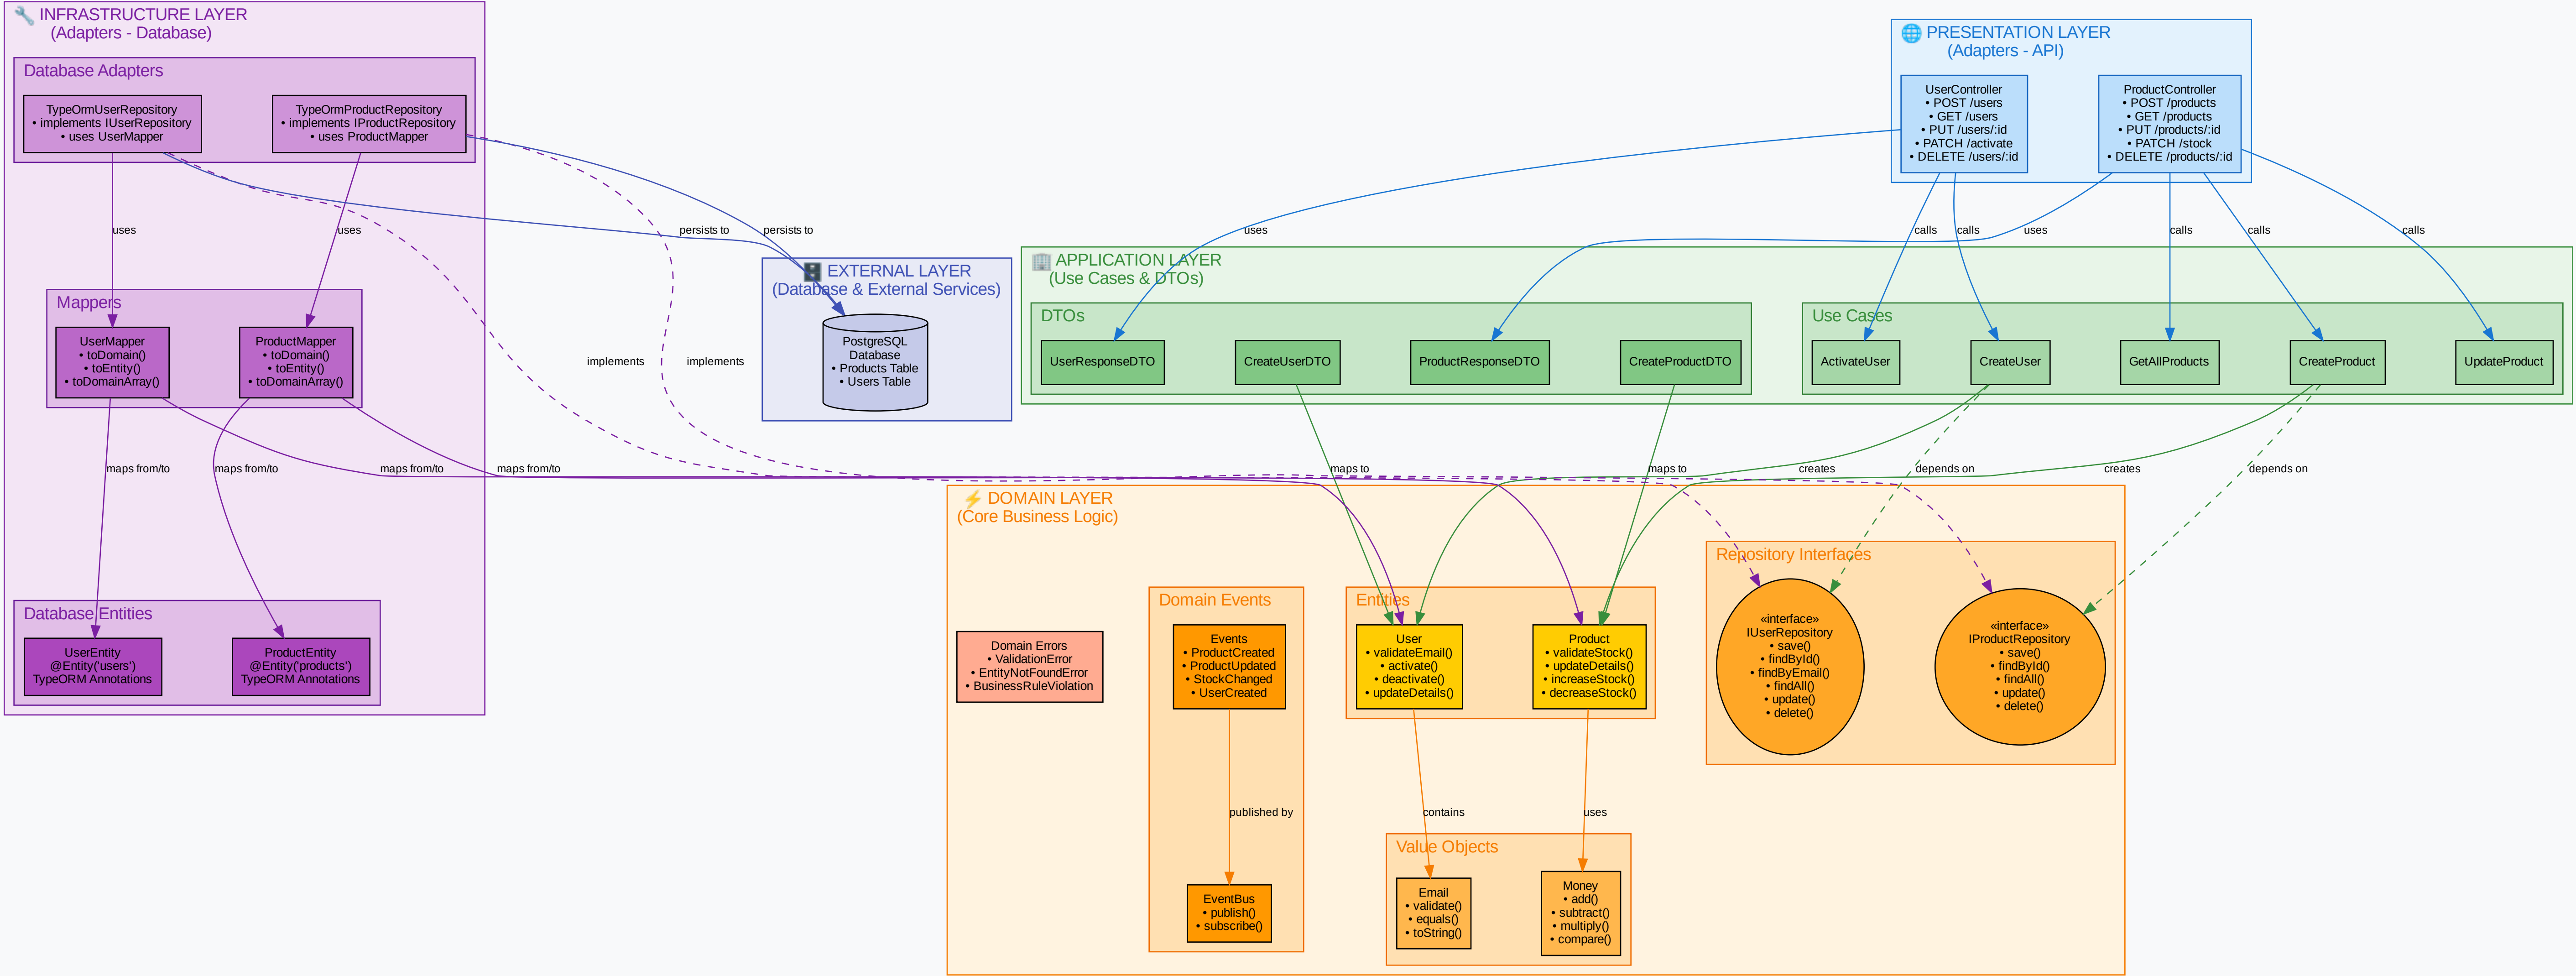 🔧 INFRASTRUCTURE LAYER
(Adapters - Database)
Database Adapters
TypeOrmUserRepository
• implements IUserRepository
• uses UserMapper
TypeOrmProductRepository
• implements IProductRepository
• uses ProductMapper
🌐 PRESENTATION LAYER
(Adapters - API)
UserController
• POST /users
• GET /users
• PUT /users/:id
• PATCH /activate
• DELETE /users/:id
ProductController
• POST /products
• GET /products
• PUT /products/:id
• PATCH /stock
• DELETE /products/:id
uses
uses
persists to
persists to
uses
calls
calls
uses
calls
calls
calls
🗄️ EXTERNAL LAYER
(Database & External Services)
PostgreSQL
Database
• Products Table
• Users Table
🏢 APPLICATION LAYER
(Use Cases & DTOs)
DTOs
UserResponseDTO
CreateUserDTO
ProductResponseDTO
CreateProductDTO
Use Cases
ActivateUser
CreateUser
GetAllProducts
CreateProduct
UpdateProduct
Mappers
UserMapper
• toDomain()
• toEntity()
• toDomainArray()
ProductMapper
• toDomain()
• toEntity()
• toDomainArray()
implements
implements
maps from/to
maps from/to
maps from/to
maps from/to
maps to
maps to
creates
depends on
creates
depends on
⚡ DOMAIN LAYER
(Core Business Logic)
Database Entities
UserEntity
@Entity('users')
TypeORM Annotations
ProductEntity
@Entity('products')
TypeORM Annotations
Domain Errors
• ValidationError
• EntityNotFoundError
• BusinessRuleViolation
Domain Events
Events
• ProductCreated
• ProductUpdated
• StockChanged
• UserCreated
Entities
User
• validateEmail()
• activate()
• deactivate()
• updateDetails()
Product
• validateStock()
• updateDetails()
• increaseStock()
• decreaseStock()
Repository Interfaces
«interface»
IUserRepository
• save()
• findById()
• findByEmail()
• findAll()
• update()
• delete()
«interface»
IProductRepository
• save()
• findById()
• findAll()
• update()
• delete()
published by
contains
uses
EventBus
• publish()
• subscribe()
Value Objects
Email
• validate()
• equals()
• toString()
Money
• add()
• subtract()
• multiply()
• compare()